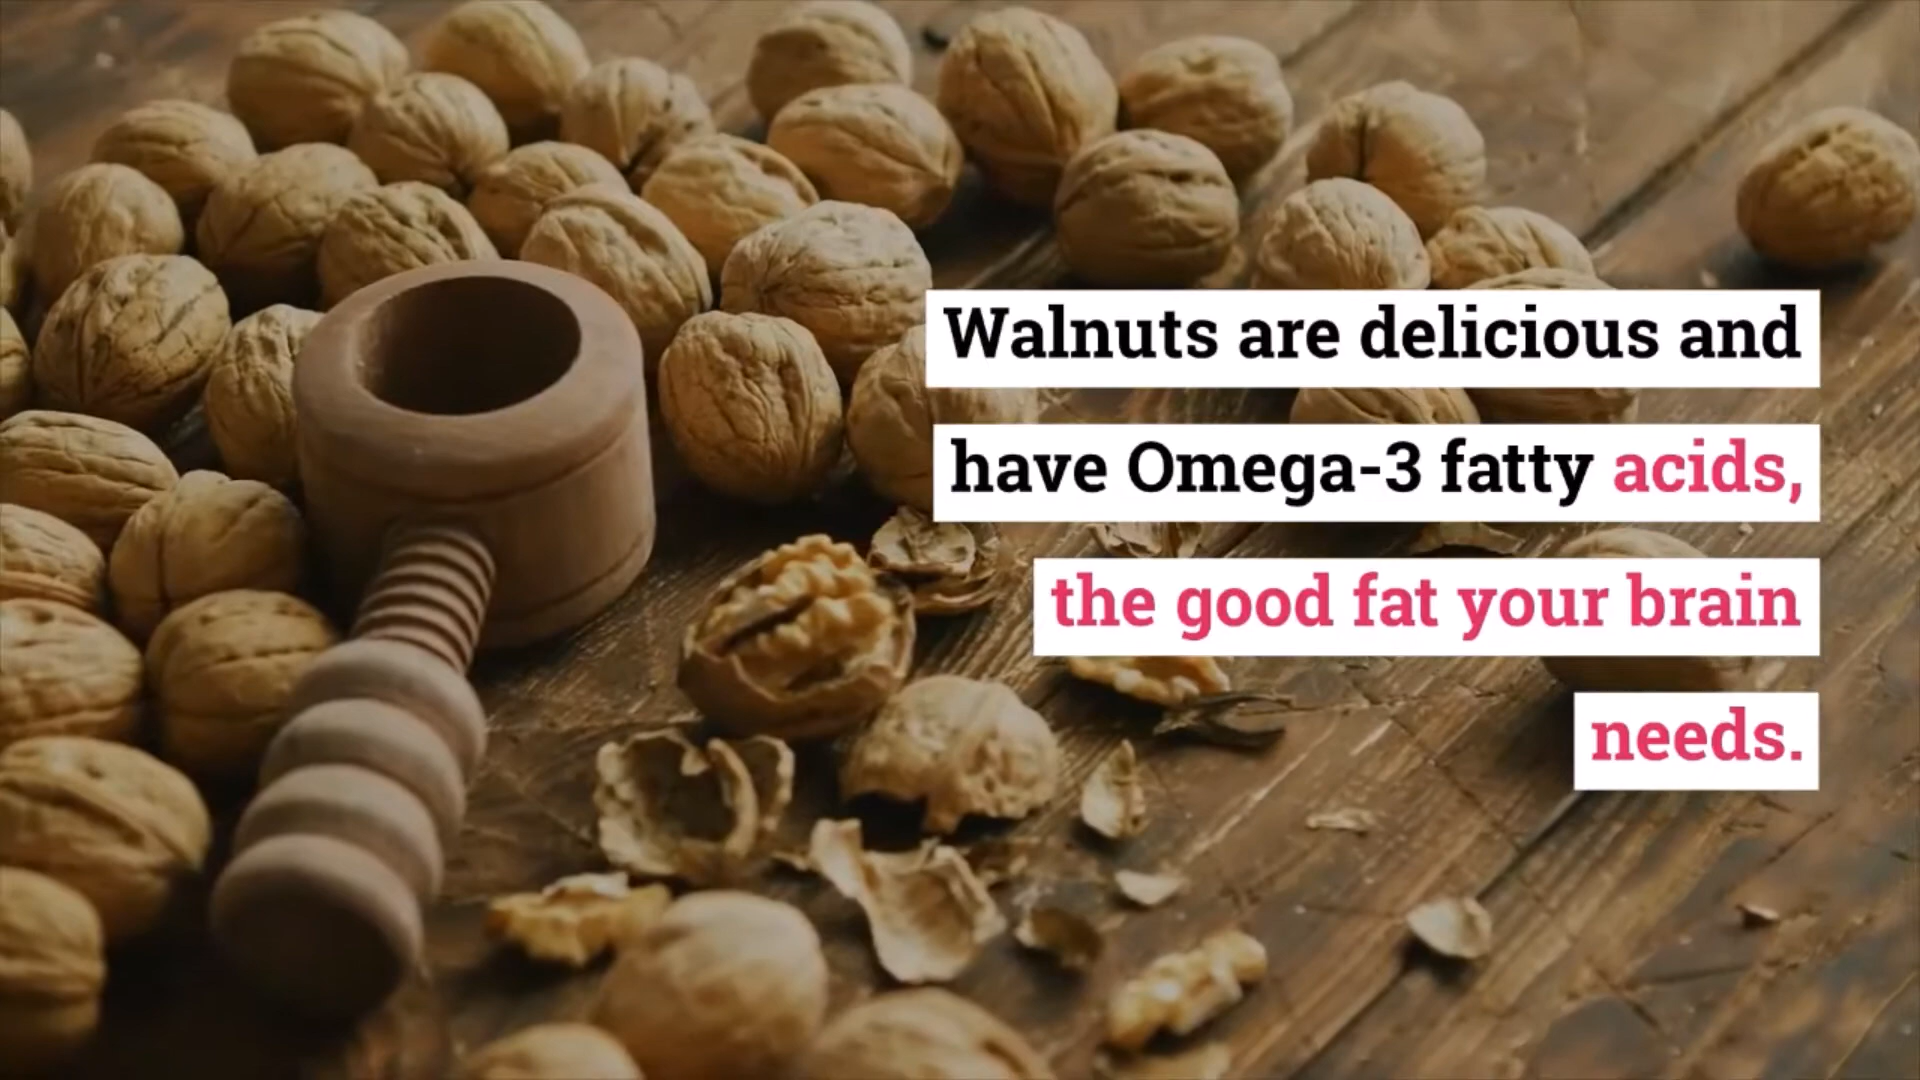 Walnuts are delicious and
have Omega-3 fatty acids,
the good fat your brain
needs.